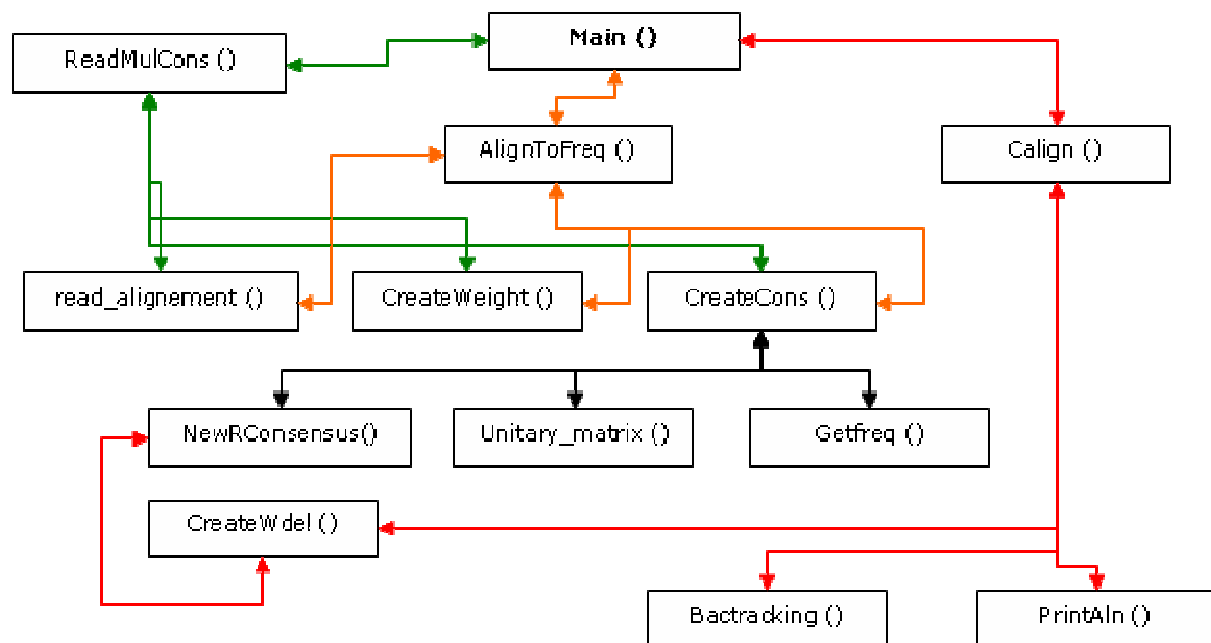 Main ()
ReadMulCons ()
AlignToFreq ()
Calign ()
read_alignement ()
CreateWeight ()
CreateCons ()
NewRConsensus()
Unitary_matrix ()
Getfreq ()
CreateWdel ()
Bactracking ()
PrintAln ()